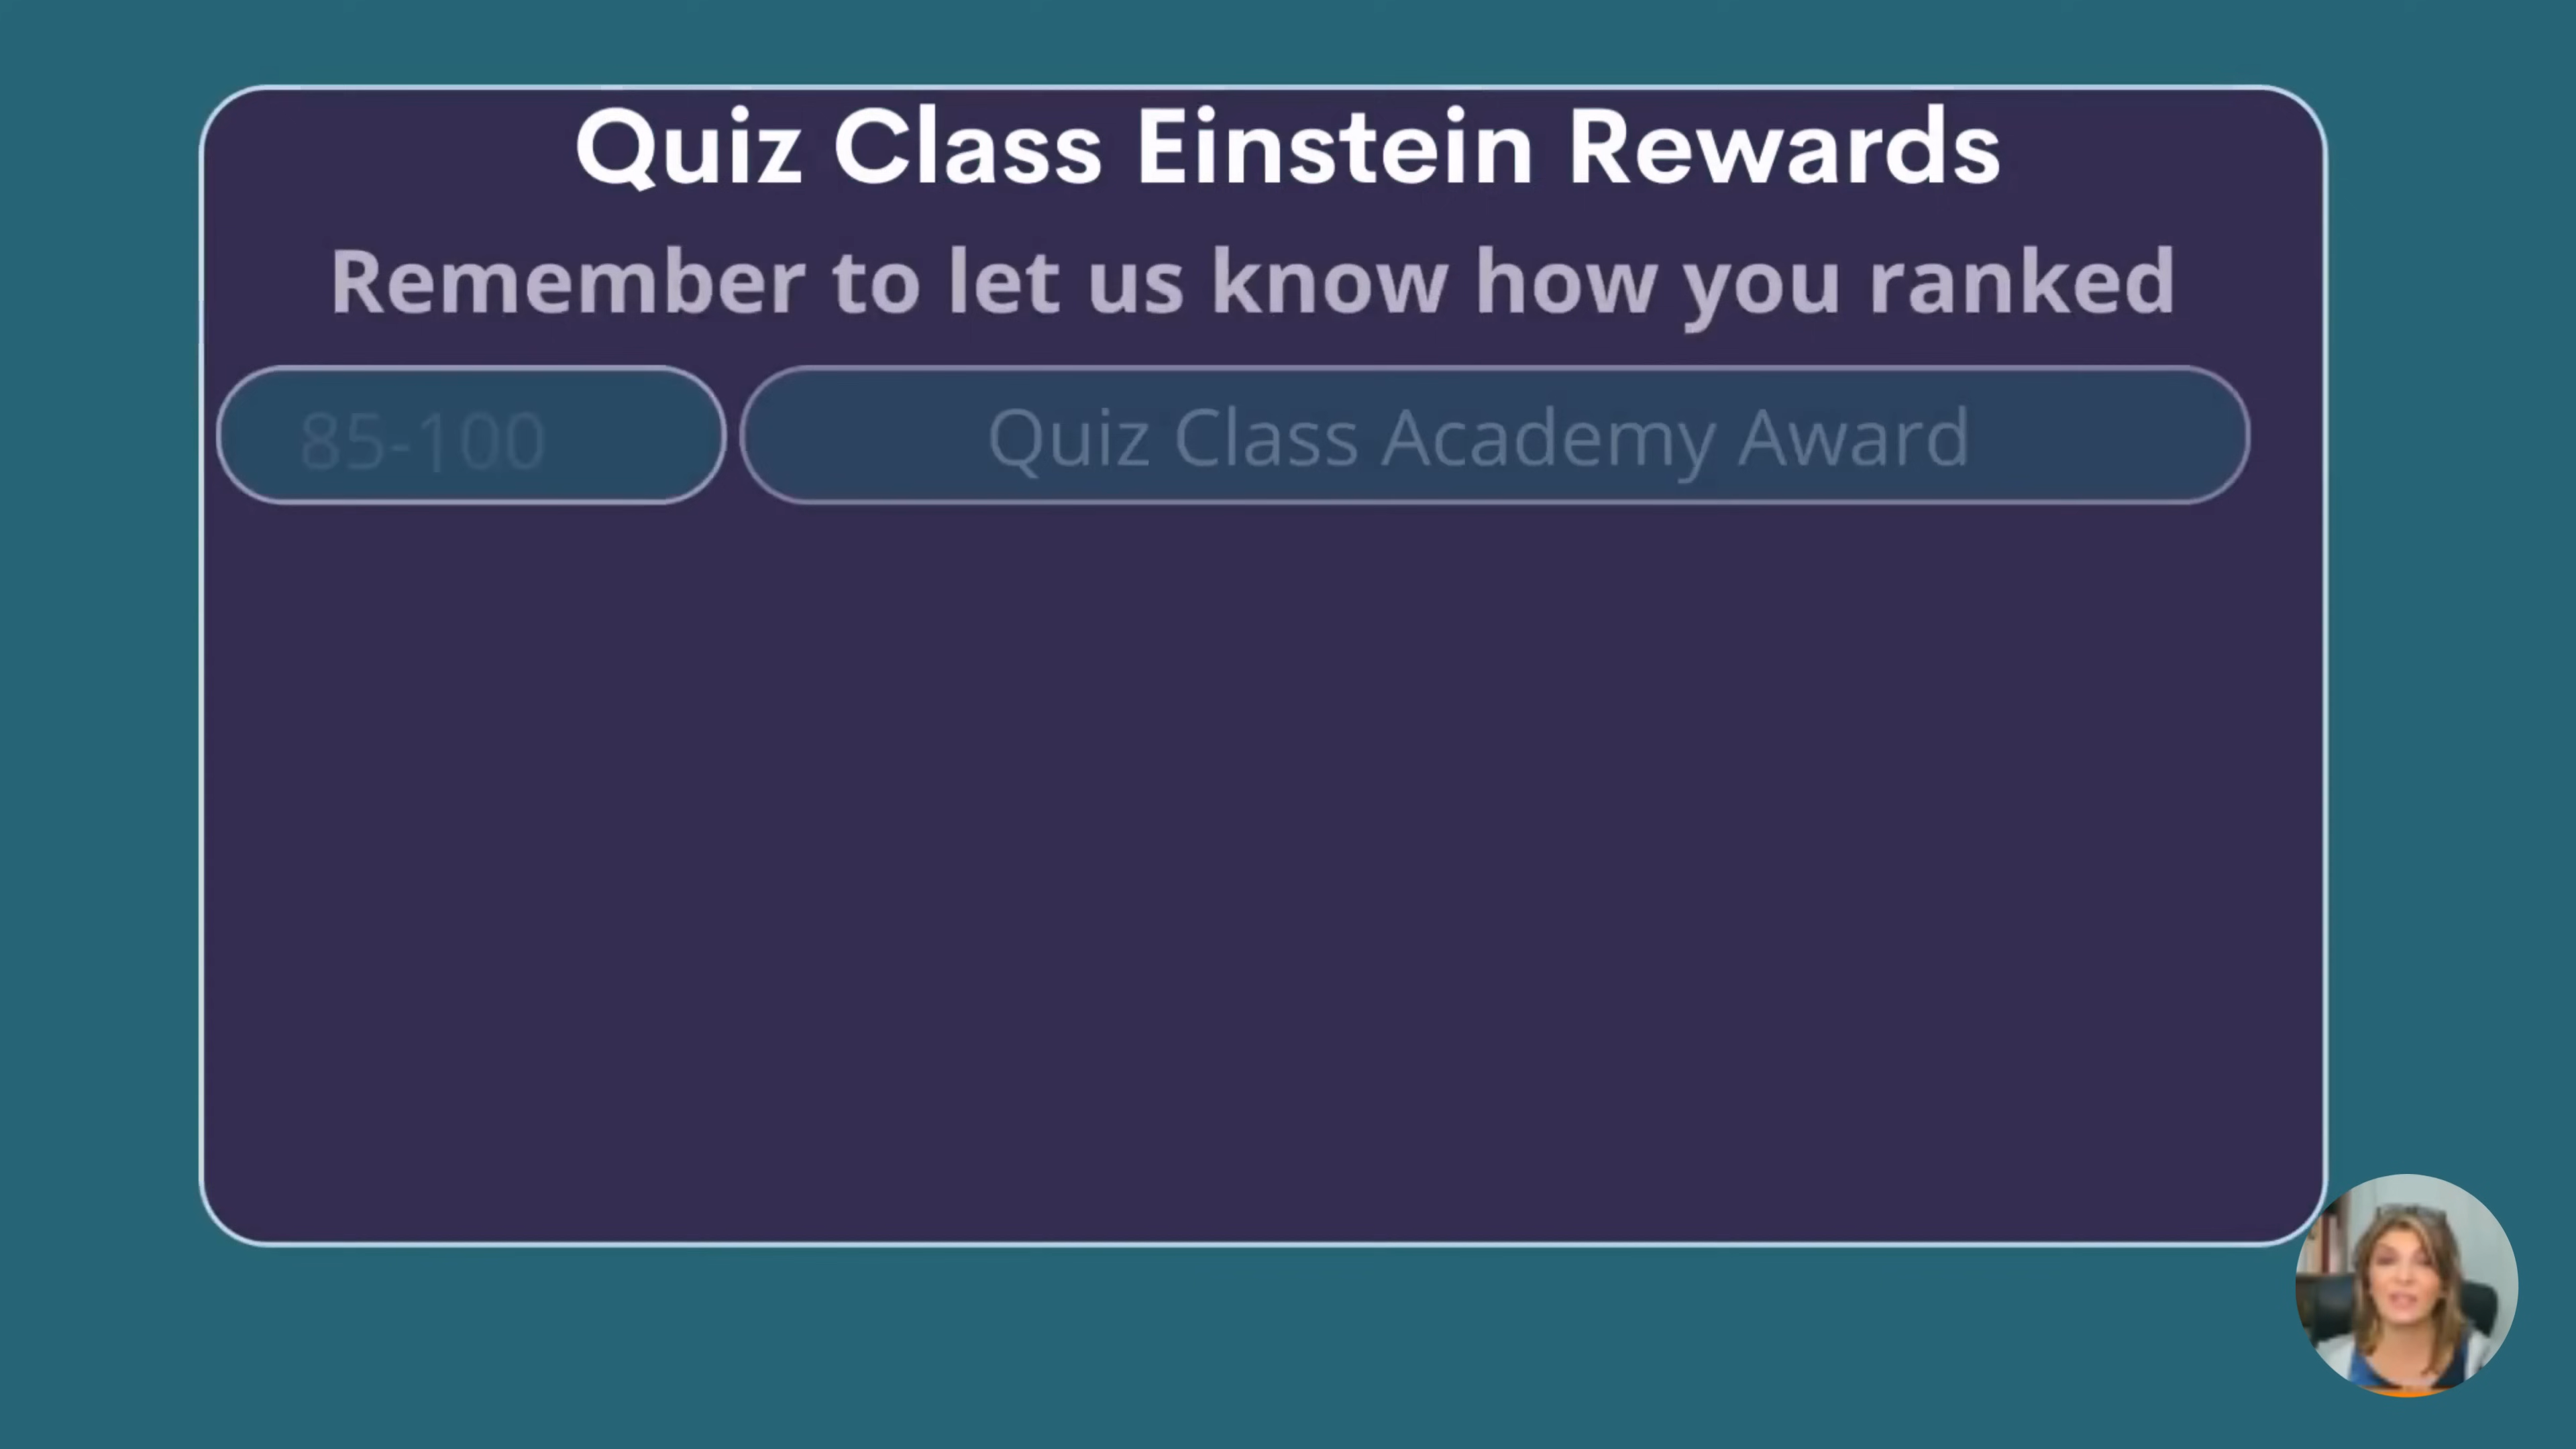 Quiz Class Einstein Rewards
Remember to let us know how you ranked
85-100
Quiz Class Academy Award